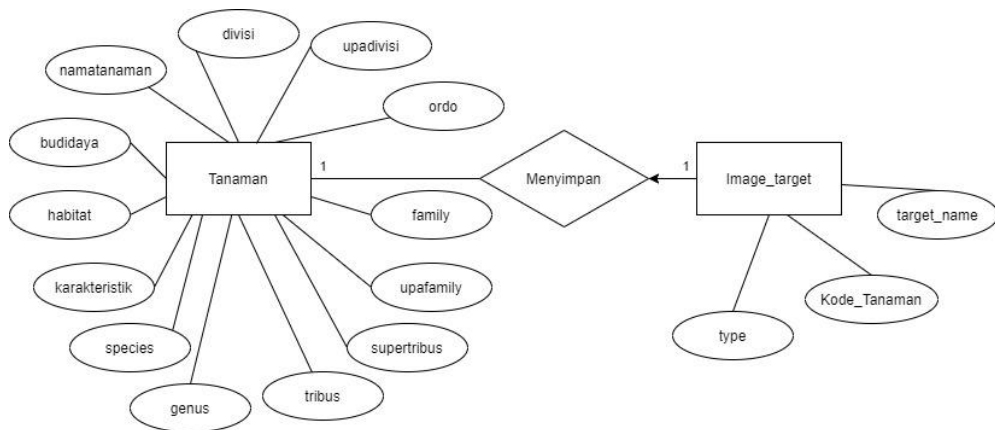 divisi
upadivisi
namatanaman
ordo
budidaya
Tanaman
1
Menyimpan
1
Image_target
habitat
family
target_name
karakteristik
upafamily
Kode_Tanaman
species
supertribus
type
genus
tribus